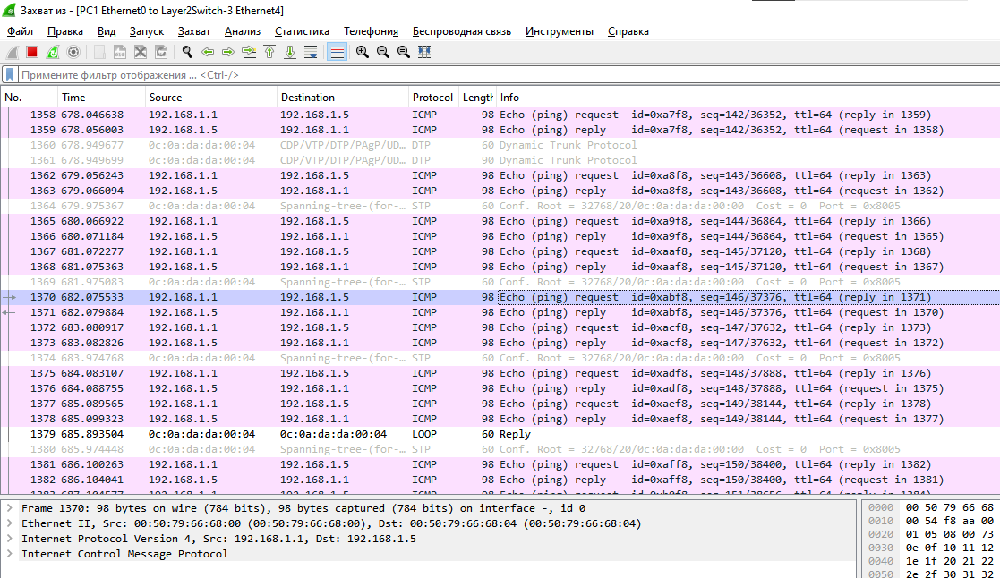 Захват из - [PC1 Ethernet0 to Layer2Switch-3 Ethernet4]
Файл Правка Вид Запуск Захват Анализ Статистика Телефония Беспроводная связь Инструменты Справка
Примените фильтр отображения ... <Ctrl-/>
No. Time Source Destination Protocol Length Info
1358 678.046638 192.168.1.1 192.168.1.5 ICMP 98 Echo (ping) request id=0xa7f8, seq=142/36352, ttl=64 (reply in 1359)
1359 678.056003 192.168.1.5 192.168.1.1 ICMP 98 Echo (ping) reply id=0xa7f8, seq=142/36352, ttl=64 (request in 1358)
1360 678.949677 0c:0a:da:da:00:04 CDP/VTP/DTP/PAgP/UD… DTP 60 Dynamic Trunk Protocol
1361 678.949699 0c:0a:da:da:00:04 CDP/VTP/DTP/PAgP/UD… DTP 90 Dynamic Trunk Protocol
1362 679.056243 192.168.1.1 192.168.1.5 ICMP 98 Echo (ping) request id=0xa8f8, seq=143/36608, ttl=64 (reply in 1363)
1363 679.066094 192.168.1.5 192.168.1.1 ICMP 98 Echo (ping) reply id=0xa8f8, seq=143/36608, ttl=64 (request in 1362)
1364 679.975367 0c:0a:da:da:00:04 Spanning-tree-(for-… STP 60 Conf. Root = 32768/20/0c:0a:da:da:00:00 Cost = 0 Port = 0x8005
1365 680.066922 192.168.1.1 192.168.1.5 ICMP 98 Echo (ping) request id=0xa9f8, seq=144/36864, ttl=64 (reply in 1366)
1366 680.071184 192.168.1.5 192.168.1.1 ICMP 98 Echo (ping) reply id=0xa9f8, seq=144/36864, ttl=64 (request in 1365)
1367 681.072277 192.168.1.1 192.168.1.5 ICMP 98 Echo (ping) request id=0xaaf8, seq=145/37120, ttl=64 (reply in 1368)
1368 681.075363 192.168.1.5 192.168.1.1 ICMP 98 Echo (ping) reply id=0xaaf8, seq=145/37120, ttl=64 (request in 1367)
1369 681.975083 0c:0a:da:da:00:04 Spanning-tree-(for-… STP 60 Conf. Root = 32768/20/0c:0a:da:da:00:00 Cost = 0 Port = 0x8005
1370 682.075533 192.168.1.1 192.168.1.5 ICMP 98 Echo (ping) request id=0xabf8, seq=146/37376, ttl=64 (reply in 1371)
1371 682.079884 192.168.1.5 192.168.1.1 ICMP 98 Echo (ping) reply id=0xabf8, seq=146/37376, ttl=64 (request in 1370)
1372 683.080917 192.168.1.1 192.168.1.5 ICMP 98 Echo (ping) request id=0xacf8, seq=147/37632, ttl=64 (reply in 1373)
1373 683.082826 192.168.1.5 192.168.1.1 ICMP 98 Echo (ping) reply id=0xacf8, seq=147/37632, ttl=64 (request in 1372)
1374 683.974768 0c:0a:da:da:00:04 Spanning-tree-(for-… STP 60 Conf. Root = 32768/20/0c:0a:da:da:00:00 Cost = 0 Port = 0x8005
1375 684.083107 192.168.1.1 192.168.1.5 ICMP 98 Echo (ping) request id=0xadf8, seq=148/37888, ttl=64 (reply in 1376)
1376 684.088755 192.168.1.5 192.168.1.1 ICMP 98 Echo (ping) reply id=0xadf8, seq=148/37888, ttl=64 (request in 1375)
1377 685.089565 192.168.1.1 192.168.1.5 ICMP 98 Echo (ping) request id=0xaef8, seq=149/38144, ttl=64 (reply in 1378)
1378 685.099323 192.168.1.5 192.168.1.1 ICMP 98 Echo (ping) reply id=0xaef8, seq=149/38144, ttl=64 (request in 1377)
1379 685.893504 0c:0a:da:da:00:04 0c:0a:da:da:00:04 LOOP 60 Reply
1380 685.974448 0c:0a:da:da:00:04 Spanning-tree-(for-… STP 60 Conf. Root = 32768/20/0c:0a:da:da:00:00 Cost = 0 Port = 0x8005
1381 686.100263 192.168.1.1 192.168.1.5 ICMP 98 Echo (ping) request id=0xaff8, seq=150/38400, ttl=64 (reply in 1382)
1382 686.104041 192.168.1.5 192.168.1.1 ICMP 98 Echo (ping) reply id=0xaff8, seq=150/38400, ttl=64 (request in 1381)
Frame 1370: 98 bytes on wire (784 bits), 98 bytes captured (784 bits) on interface -, id 0
Ethernet II, Src: 00:50:79:66:68:00 (00:50:79:66:68:00), Dst: 00:50:79:66:68:04 (00:50:79:66:68:04)
Internet Protocol Version 4, Src: 192.168.1.1, Dst: 192.168.1.5
Internet Control Message Protocol
0000 00 50 79 66 68
0010 00 54 f8 aa 00
0020 01 05 08 00 73
0030 0e 0f 10 11 12
0040 1e 1f 20 21 22
0050 2e 2f 30 31 32